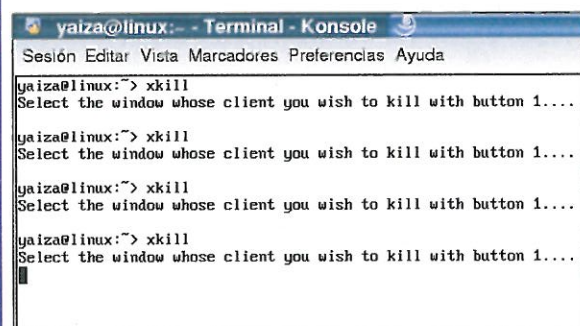 yaiza@linux:~ - Terminal - Konsole
Sesión Editar Vista Marcadores Preferencias Ayuda
yaiza@linux:~> xkill
Select the window whose client you wish to kill with button 1....
yaiza@linux:~> xkill
Select the window whose client you wish to kill with button 1....
yaiza@linux:~> xkill
Select the window whose client you wish to kill with button 1....
yaiza@linux:~> xkill
Select the window whose client you wish to kill with button 1....